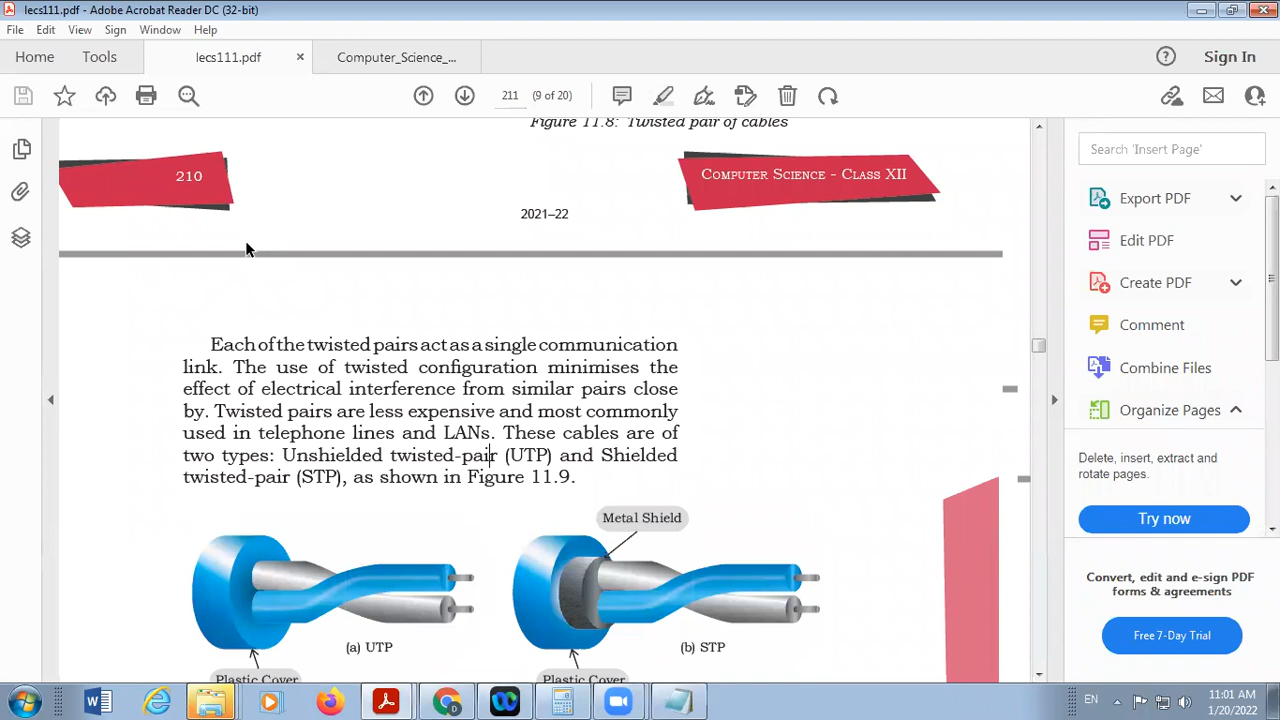 lecs111.pdf - Adobe Acrobat Reader DC (32-bit)
File Edit View Sign Window Help
Home Tools lecs111.pdf × Computer_Science_... Sign In
211 (9 of 20)
Figure 11.8: Twisted pair of cables
210
Computer Science - Class XII
2021–22
Each of the twisted pairs act as a single communication
link. The use of twisted configuration minimises the
effect of electrical interference from similar pairs close
by. Twisted pairs are less expensive and most commonly
used in telephone lines and LANs. These cables are of
two types: Unshielded twisted-pair (UTP) and Shielded
twisted-pair (STP), as shown in Figure 11.9.
Metal Shield
(a) UTP
(b) STP
Plastic Cover
Plastic Cover
Search 'Insert Page'
Export PDF
Edit PDF
Create PDF
Comment
Combine Files
Organize Pages
Delete, insert, extract and
rotate pages.
Try now
Convert, edit and e-sign PDF
forms & agreements
Free 7-Day Trial
EN
11:01 AM
1/20/2022